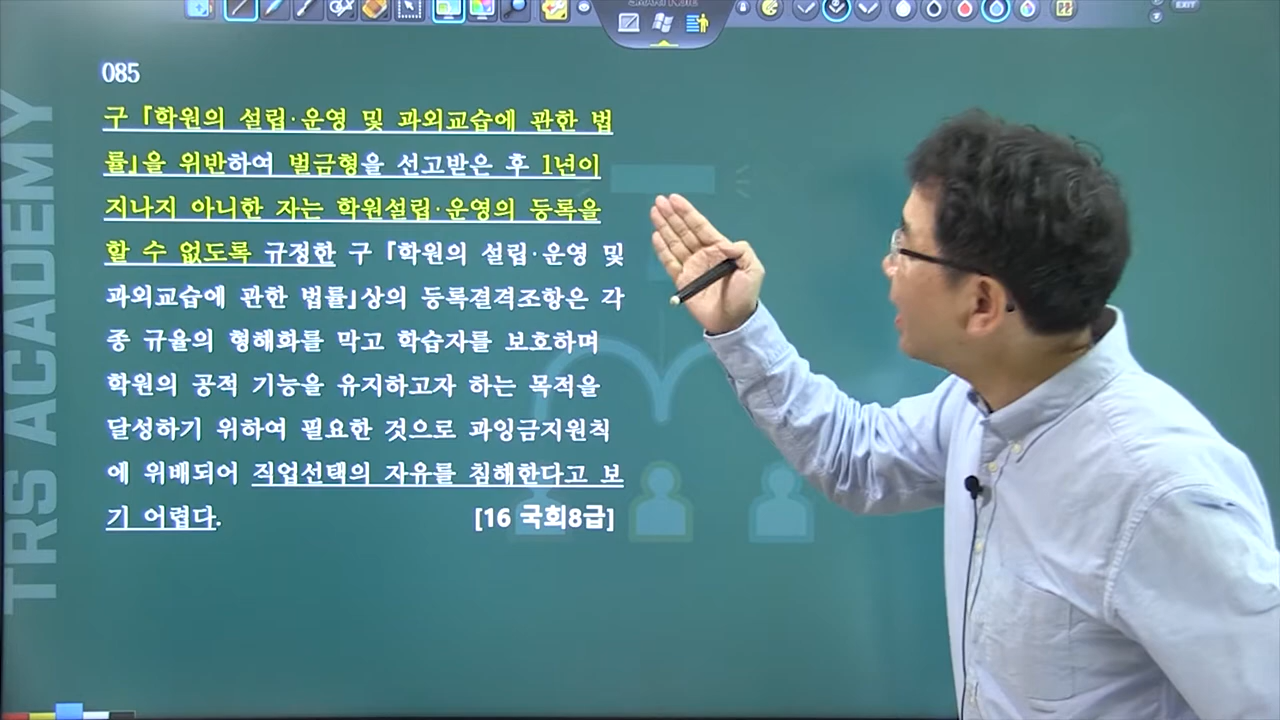 SMART NOTE
EXIT
TRS ACADEMY
085
구 『학원의 설립·운영 및 과외교습에 관한 법
률』을 위반하여 벌금형을 선고받은 후 1년이
지나지 아니한 자는 학원설립·운영의 등록을
할 수 없도록 규정한 구 『학원의 설립·운영 및
과외교습에 관한 법률』상의 등록결격조항은 각
종 규율의 형해화를 막고 학습자를 보호하며
학원의 공적 기능을 유지하고자 하는 목적을
달성하기 위하여 필요한 것으로 과잉금지원칙
에 위배되어 직업선택의 자유를 침해한다고 보
기 어렵다. [16 국회8급]